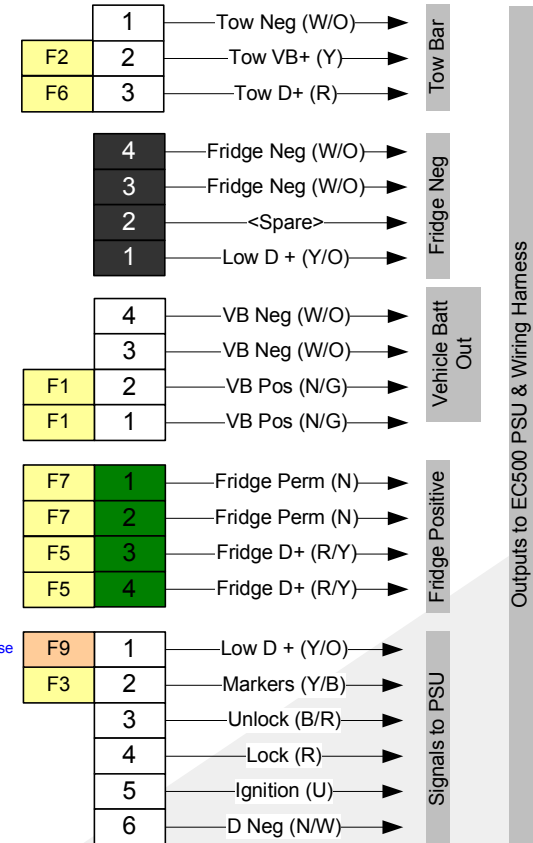 1 Tow Neg (W/O)
F2 2 Tow VB+ (Y)
F6 3 Tow D+ (R)
Tow Bar
4 Fridge Neg (W/O)
3 Fridge Neg (W/O)
2 <Spare>
1 Low D + (Y/O)
Fridge Neg
4 VB Neg (W/O)
3 VB Neg (W/O)
F1 2 VB Pos (N/G)
F1 1 VB Pos (N/G)
Vehicle Batt
Out
F7 1 Fridge Perm (N)
F7 2 Fridge Perm (N)
F5 3 Fridge D+ (R/Y)
F5 4 Fridge D+ (R/Y)
Fridge Positive
se F9 1 Low D + (Y/O)
F3 2 Markers (Y/B)
3 Unlock (B/R)
4 Lock (R)
5 Ignition (U)
6 D Neg (N/W)
Signals to PSU
Outputs to EC500 PSU & Wiring Harness